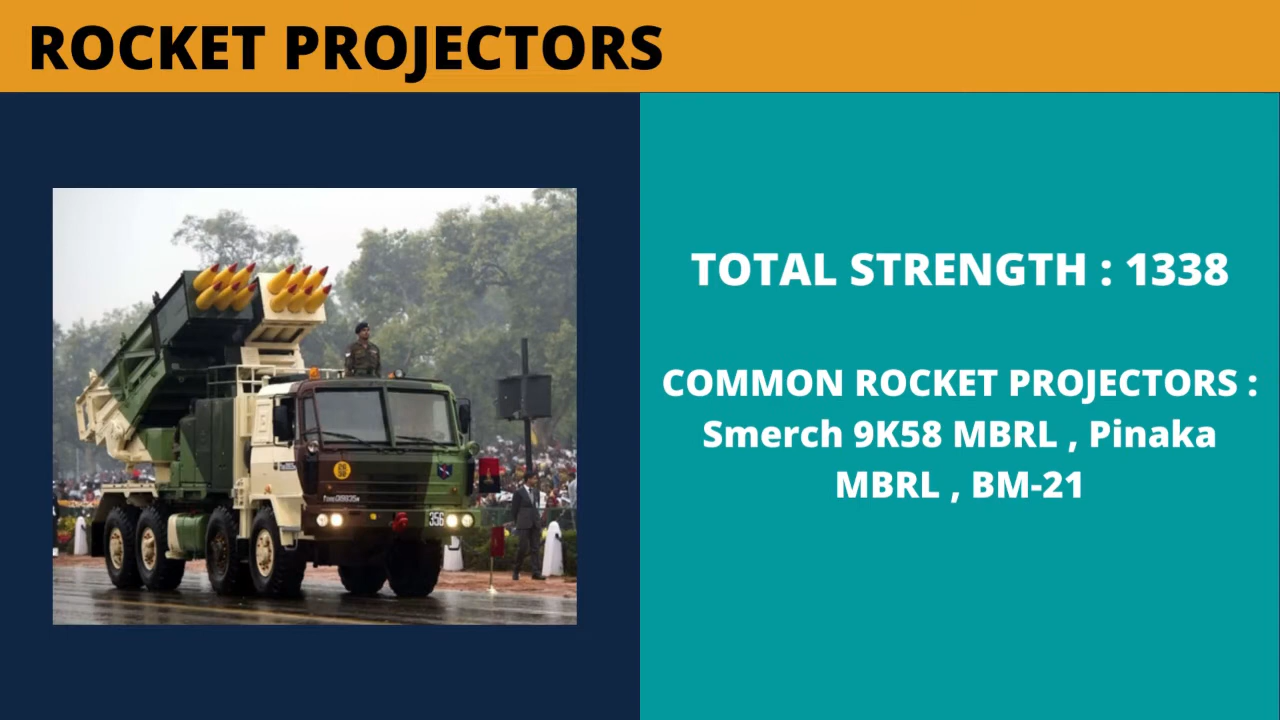 ROCKET PROJECTORS
TOTAL STRENGTH : 1338
COMMON ROCKET PROJECTORS :
Smerch 9K58 MBRL , Pinaka
MBRL , BM-21
356